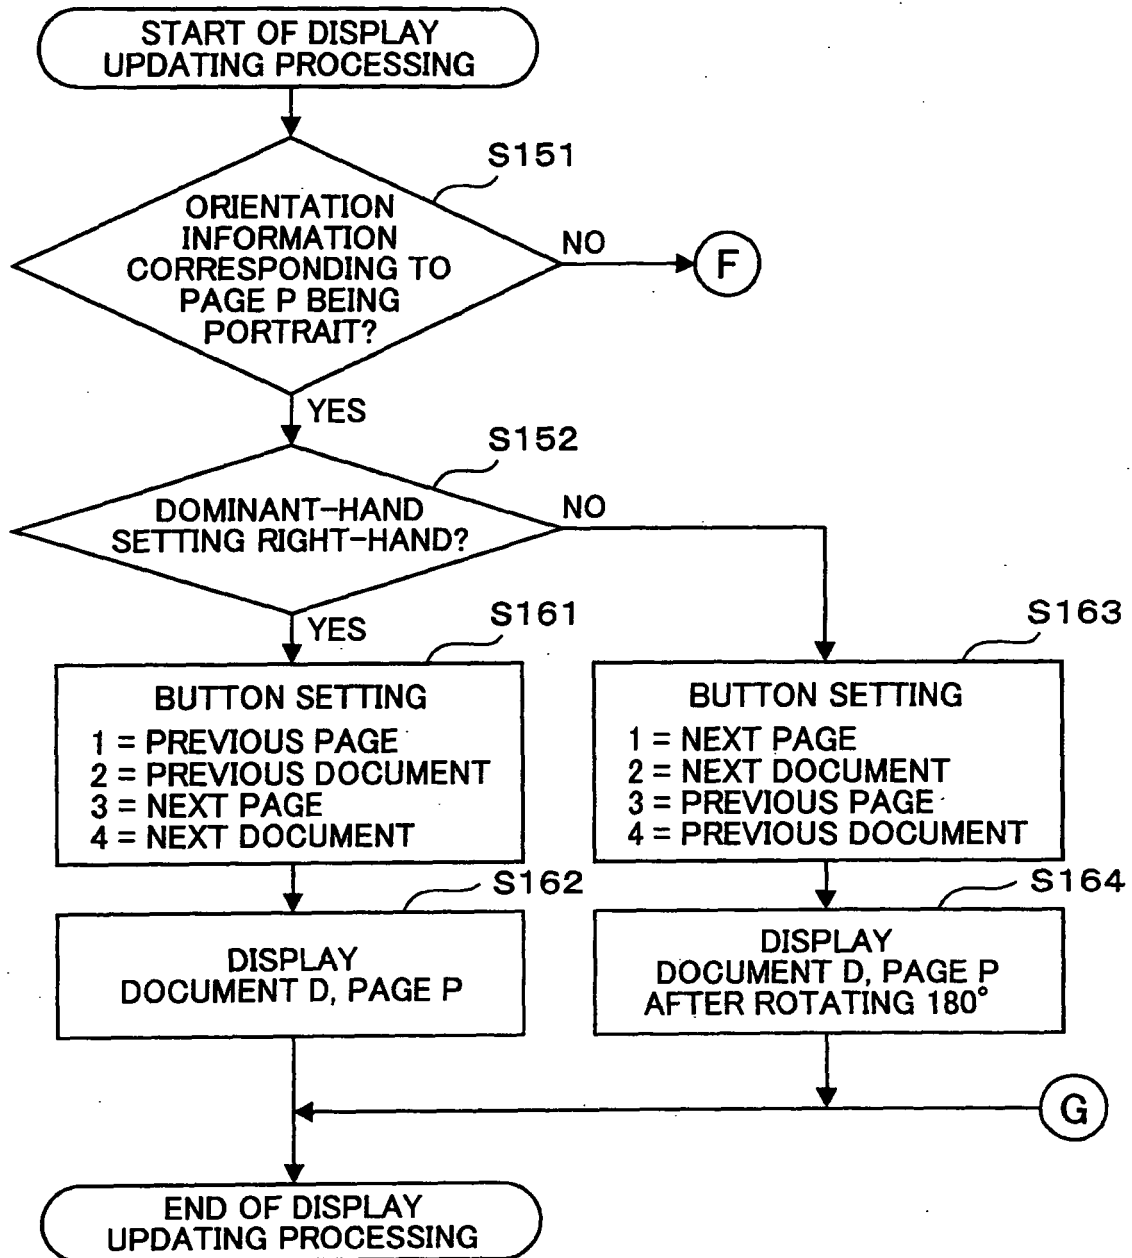 START OF DISPLAY
UPDATING PROCESSING
S151
ORIENTATION
INFORMATION
CORRESPONDING TO
PAGE P BEING
PORTRAIT?
NO
F
YES
S152
DOMINANT-HAND
SETTING RIGHT-HAND?
NO
YES
S161
BUTTON SETTING
1 = PREVIOUS PAGE
2 = PREVIOUS DOCUMENT
3 = NEXT PAGE
4 = NEXT DOCUMENT
S163
BUTTON SETTING
1 = NEXT PAGE
2 = NEXT DOCUMENT
3 = PREVIOUS PAGE
4 = PREVIOUS DOCUMENT
S162
DISPLAY
DOCUMENT D, PAGE P
S164
DISPLAY
DOCUMENT D, PAGE P
AFTER ROTATING 180°
G
END OF DISPLAY
UPDATING PROCESSING